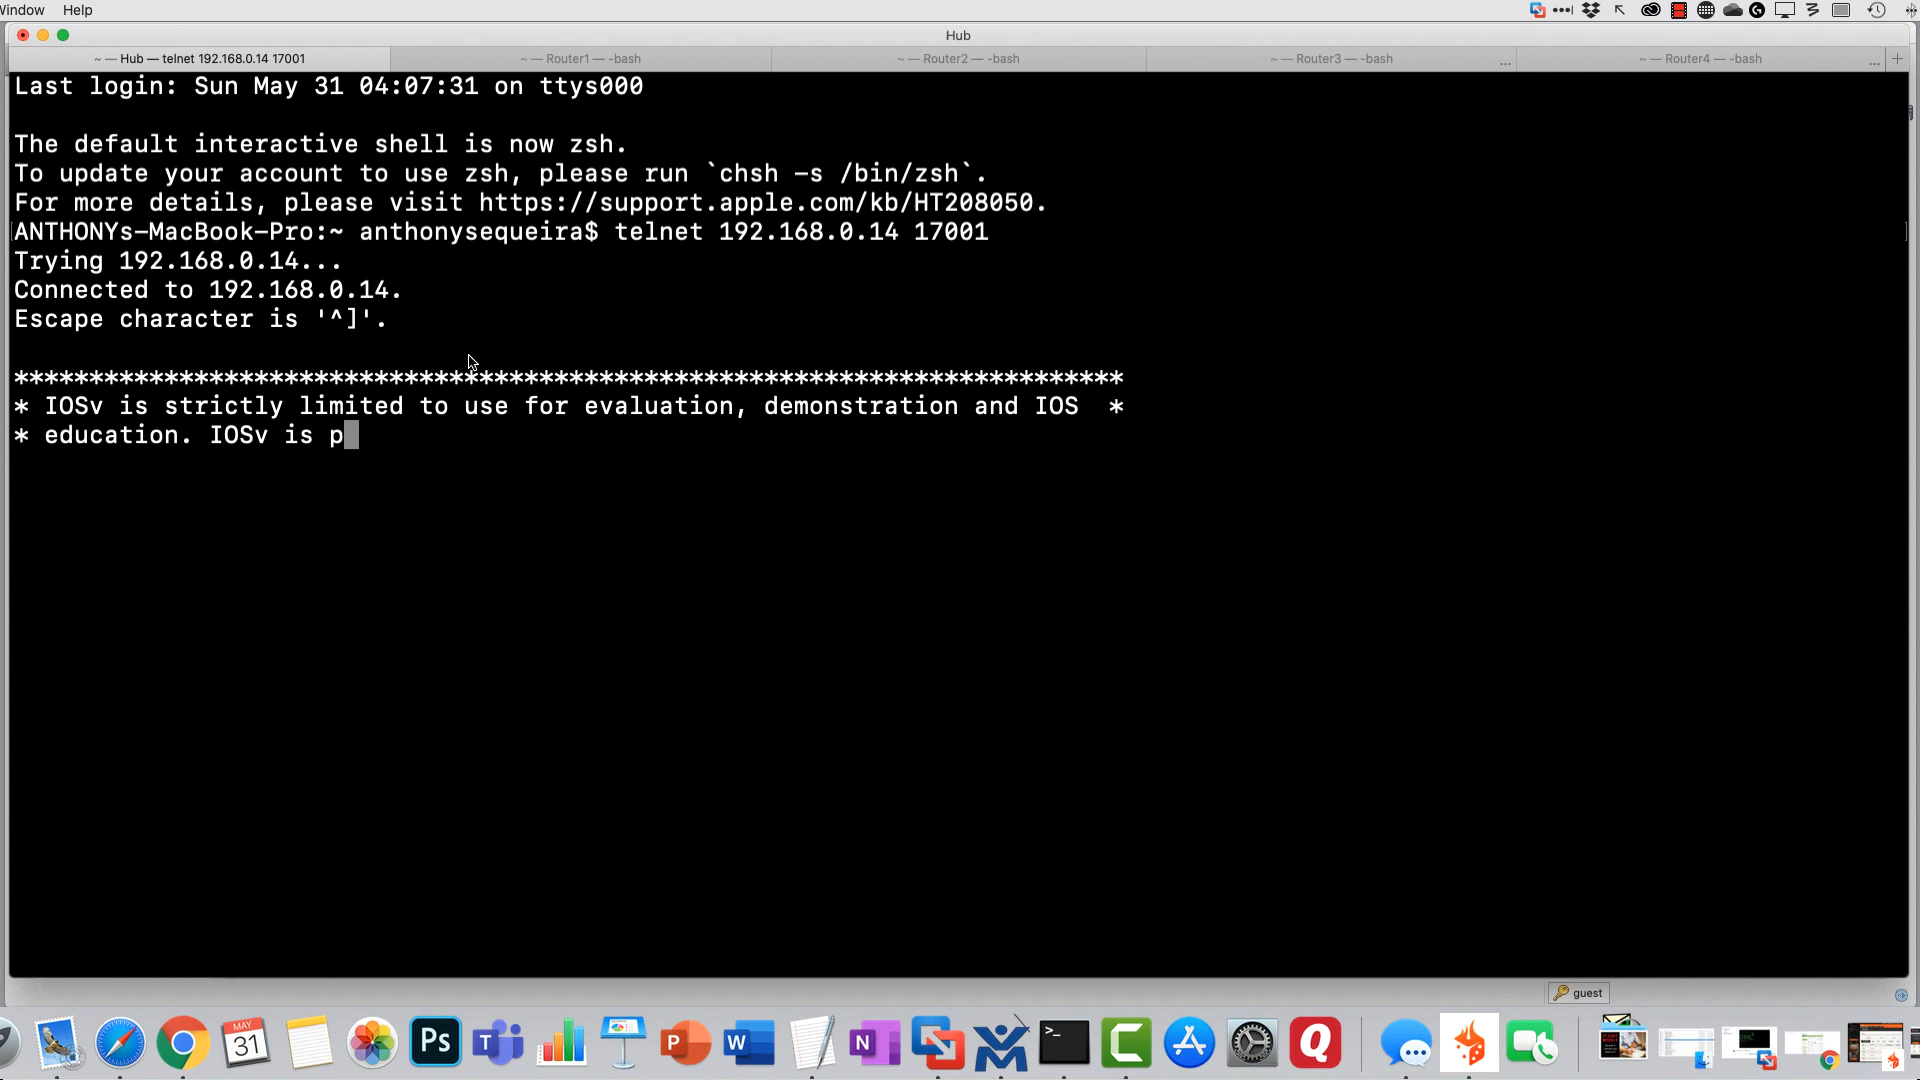 Window Help
Hub
~ — Hub — telnet 192.168.0.14 17001
~ — Router1 — -bash
~ — Router2 — -bash
~ — Router3 — -bash
...
~ — Router4 — -bash
...
+
Last login: Sun May 31 04:07:31 on ttys000
The default interactive shell is now zsh.
To update your account to use zsh, please run `chsh -s /bin/zsh`.
For more details, please visit https://support.apple.com/kb/HT208050.
[ANTHONYs-MacBook-Pro:~ anthonysequeira$ telnet 192.168.0.14 17001 ]
Trying 192.168.0.14...
Connected to 192.168.0.14.
Escape character is '^]'.
**************************************************************************
* IOSv is strictly limited to use for evaluation, demonstration and IOS  *
* education. IOSv is p
guest
MAY
31
Ps
T
P
W
N
>_
C
Q